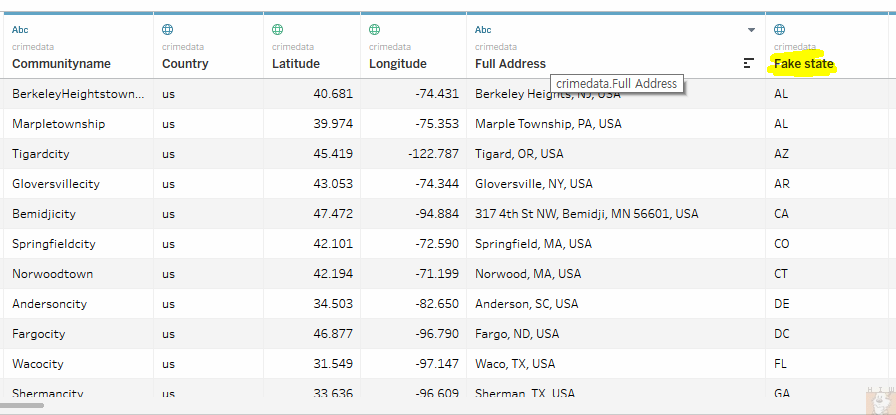 Abc Abc
crimedata crimedata crimedata crimedata crimedata crimedata
Communityname Country Latitude Longitude Full Address Fake state
crimedata.Full Address
BerkeleyHeightstown... us 40.681 -74.431 Berkeley Heights, NJ, USA AL
Marpletownship us 39.974 -75.353 Marple Township, PA, USA AL
Tigardcity us 45.419 -122.787 Tigard, OR, USA AZ
Gloversvillecity us 43.053 -74.344 Gloversville, NY, USA AR
Bemidjicity us 47.472 -94.884 317 4th St NW, Bemidji, MN 56601, USA CA
Springfieldcity us 42.101 -72.590 Springfield, MA, USA CO
Norwoodtown us 42.194 -71.199 Norwood, MA, USA CT
Andersoncity us 34.503 -82.650 Anderson, SC, USA DE
Fargocity us 46.877 -96.790 Fargo, ND, USA DC
Wacocity us 31.549 -97.147 Waco, TX, USA FL
Shermancity us 33.636 -96.609 Sherman, TX, USA GA